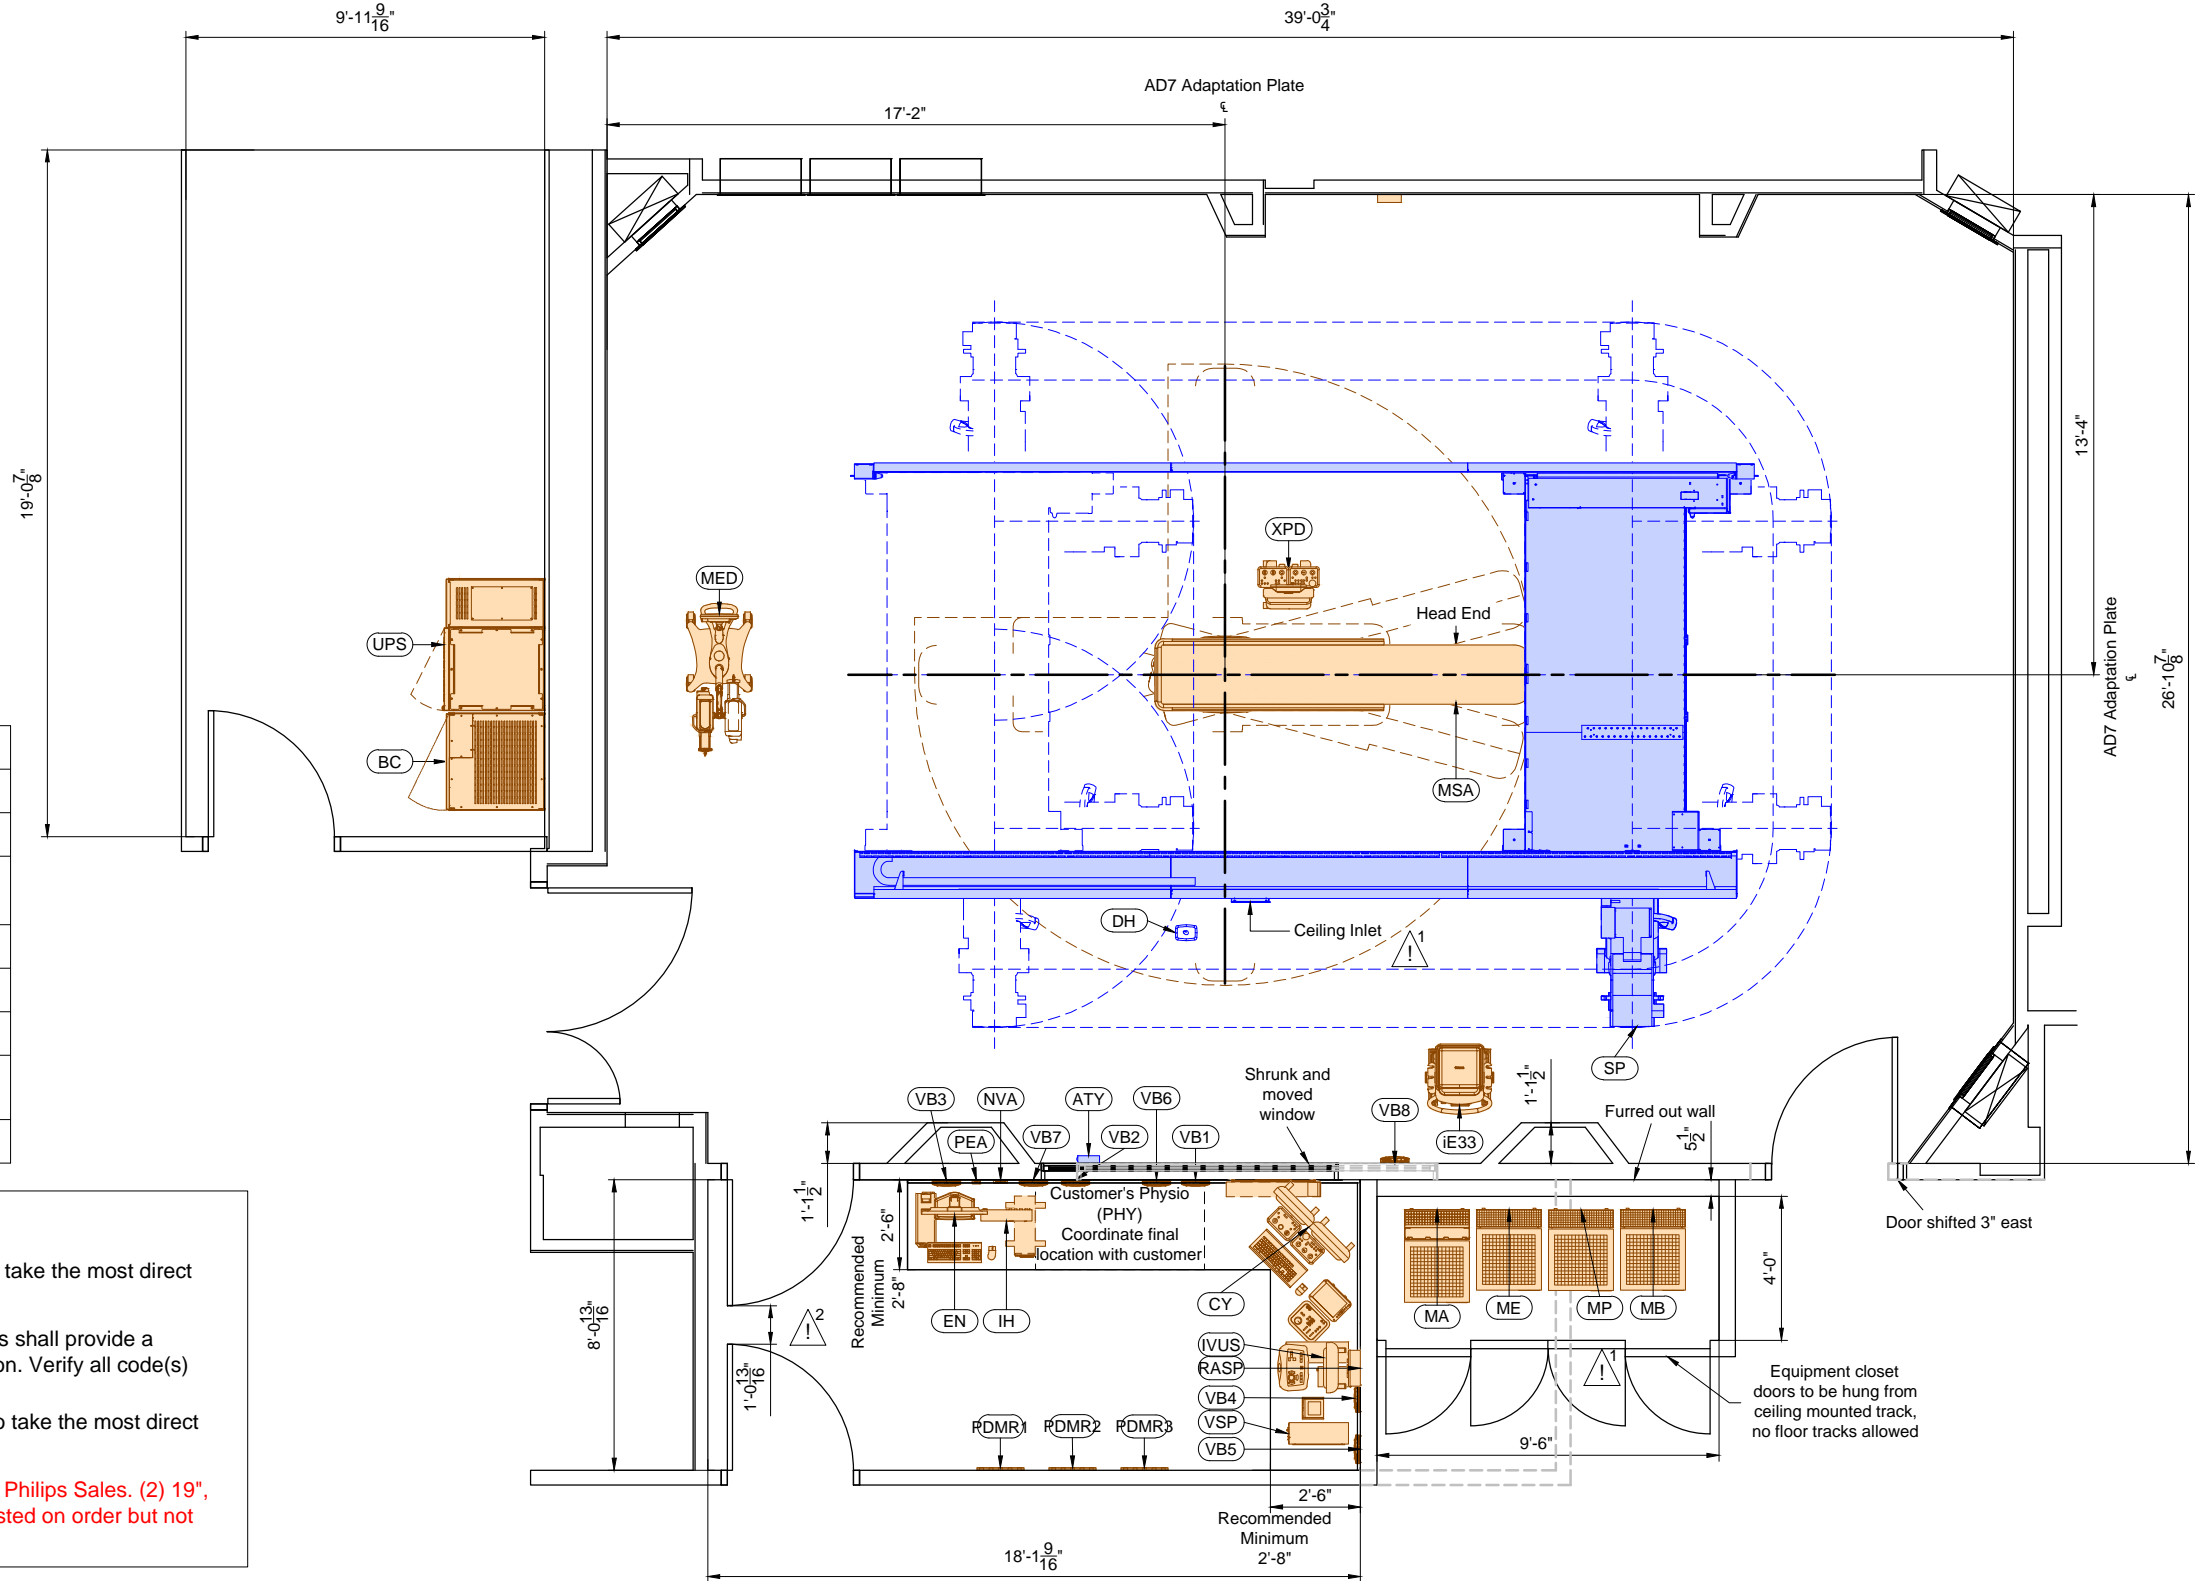 9'-11 9/16"
39'-0 3/4"
AD7 Adaptation Plate
℄
17'-2"
19'-0 7/8"
13'-4"
AD7 Adaptation Plate
℄
26'-10 7/8"
XPD
MED
Head End
UPS
BC
MSA
DH
Ceiling Inlet
! 1
SP
Shrunk and
moved
window
1'-1 1/2"
VB3
NVA
ATY
VB6
VB8
iE33
Furred out wall
PEA
VB7
VB2
VB1
5 1/2"
1'-1 1/2"
Customer's Physio
(PHY)
Coordinate final
location with customer
2'-6"
Recommended
Minimum
2'-8"
Door shifted 3" east
4'-0"
take the most direct
s shall provide a
on. Verify all code(s)
o take the most direct
Philips Sales. (2) 19",
sted on order but not
8'-0 13/16"
! 2
1'-0 13/16"
EN
IH
CY
IVUS
RASP
VB4
VSP
VB5
MA
ME
MP
MB
! 1
Equipment closet
doors to be hung from
ceiling mounted track,
no floor tracks allowed
PDMR1
PDMR2
PDMR3
9'-6"
2'-6"
Recommended
Minimum
2'-8"
18'-1 9/16"